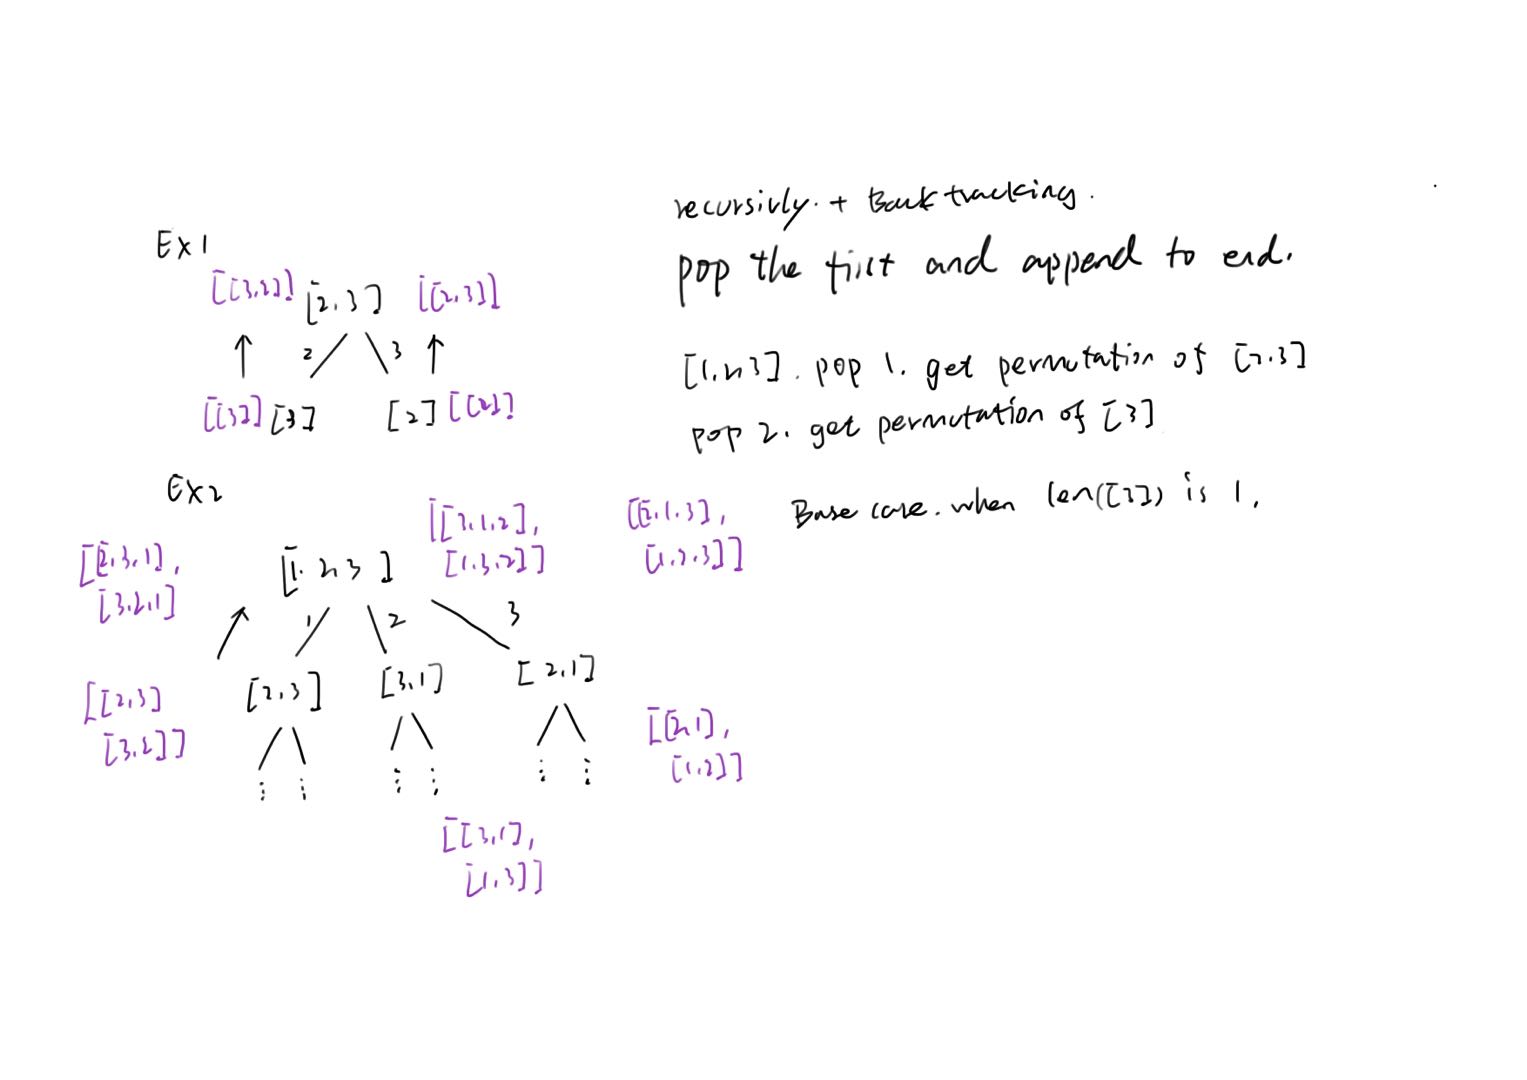 recursivly. + Backtracking.
pop the first and append to end.
[1.2.3]. pop 1. get permutation of [2.3]
pop 2. get permutation of [3]
Base case. when len([3]) is 1.
Ex1
[[3,2]] [2,3] [[2,3]]
2 3
[[3]] [3] [2] [[2]]
Ex2
[[3,1,2], [[2,1,3],
[[2,3,1], [1. 2 3] [1,3,2]] [1,2,3]]
[3,2,1]]
1 2 3
[[2,3] [2,3] [3,1] [2,1]
[3,2]] [[2,1],
[1,2]]
[[3,1],
[1,3]]